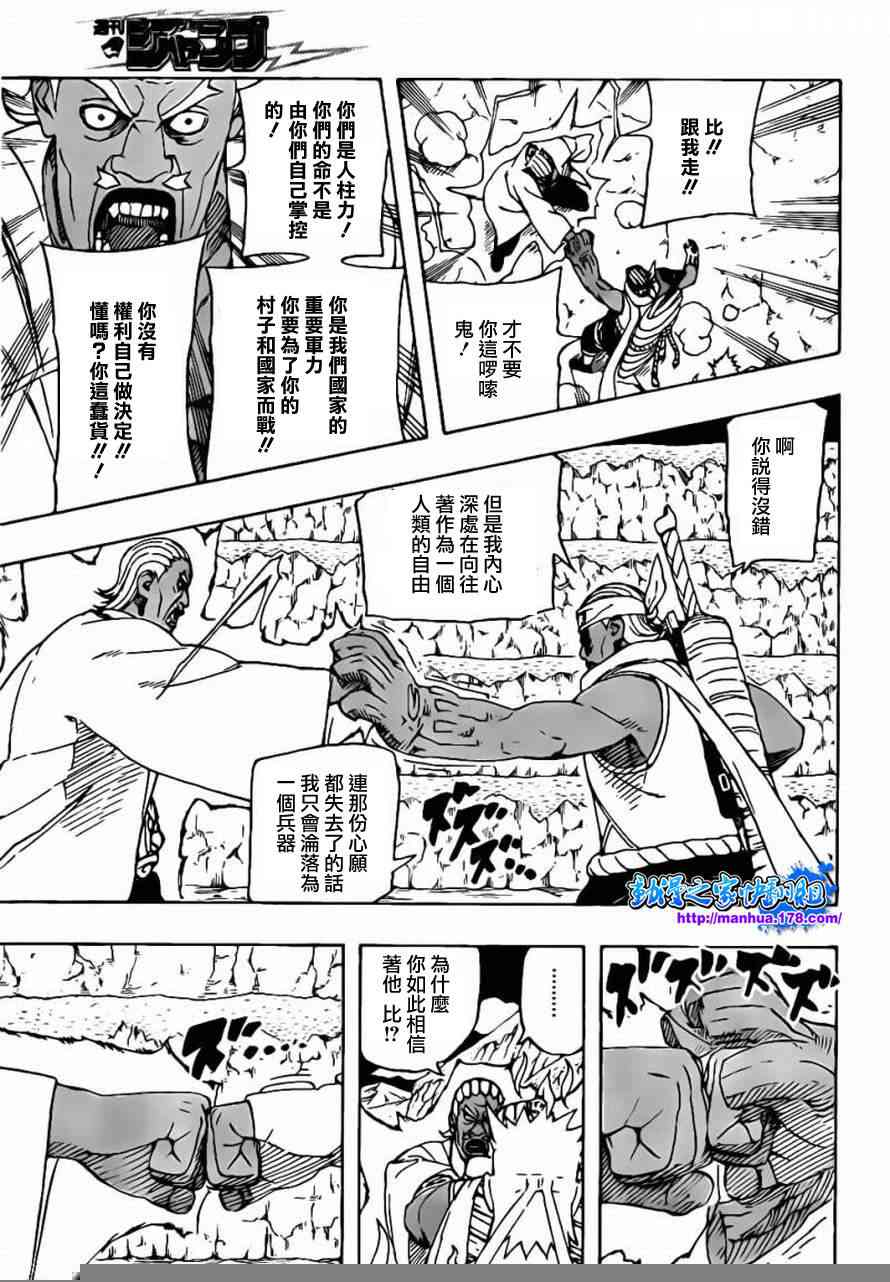 週刊
少年
ジャンプ
比!!
跟我走!!
才不要
你這啰嗦
鬼!
你們是人柱力!
你們的命不是
由你們自己掌控
的!
你是我們國家的
重要軍力
你要為了你的
村子和國家而戰!!
你沒有
權利自己做決定!!
懂嗎?你這蠢貨!!!
啊
你説得沒錯
但是我內心
深處在向往
著作為一個
人類的自由
連那份心願
都失去了的話
我只會淪落為
一個兵器
ズズズ
動漫之家
http://manhua.178.com/
ズズズ
………
為什麼
你如此相信
著他 比!?
ズズズ